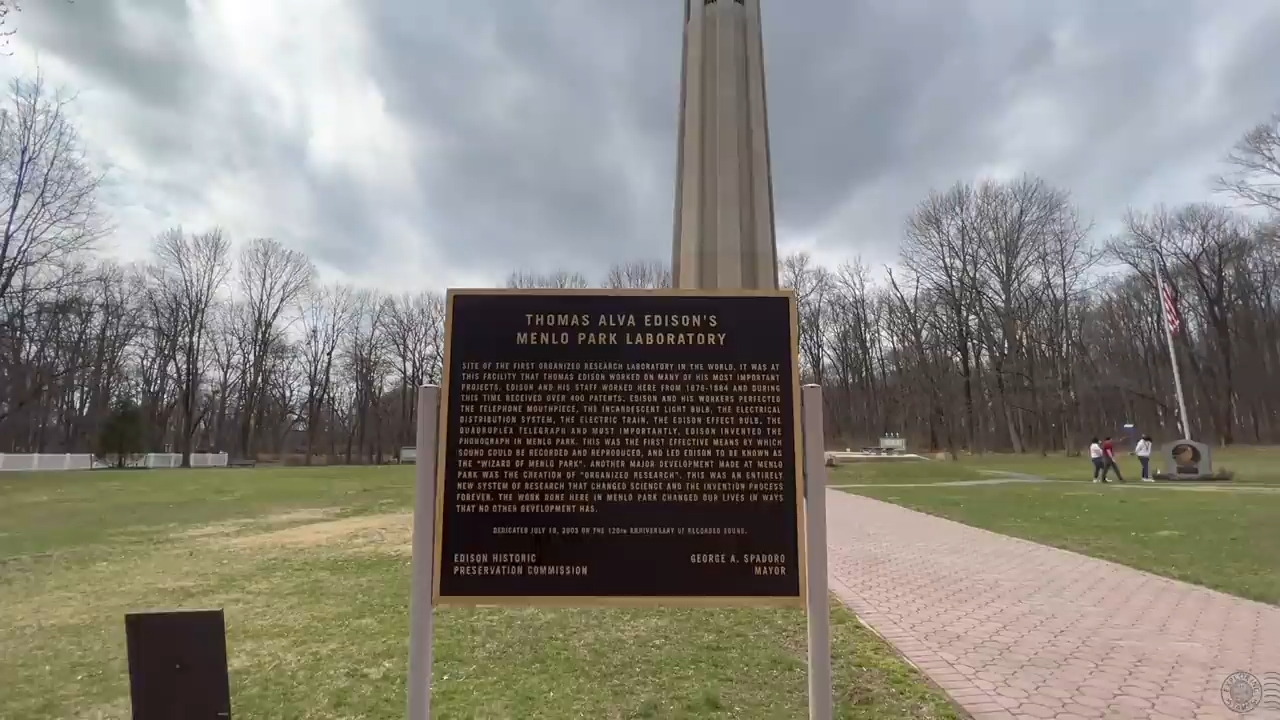 THOMAS ALVA EDISON'S
MENLO PARK LABORATORY
SITE OF THE FIRST ORGANIZED RESEARCH LABORATORY IN THE WORLD. IT WAS AT
THIS FACILITY THAT THOMAS EDISON WORKED ON MANY OF HIS MOST IMPORTANT
PROJECTS. EDISON AND HIS STAFF WORKED HERE FROM 1876-1884 AND DURING
THIS TIME RECEIVED OVER 400 PATENTS. EDISON AND HIS WORKERS PERFECTED
THE TELEPHONE MOUTHPIECE, THE INCANDESCENT LIGHT BULB, THE ELECTRICAL
DISTRIBUTION SYSTEM, THE ELECTRIC TRAIN, THE EDISON EFFECT BULB, THE
QUADRUPLEX TELEGRAPH AND MOST IMPORTANTLY, EDISON INVENTED THE
PHONOGRAPH IN MENLO PARK. THIS WAS THE FIRST EFFECTIVE MEANS BY WHICH
SOUND COULD BE RECORDED AND REPRODUCED, AND LED EDISON TO BE KNOWN AS
THE "WIZARD OF MENLO PARK". ANOTHER MAJOR DEVELOPMENT MADE AT MENLO
PARK WAS THE CREATION OF "ORGANIZED RESEARCH". THIS WAS AN ENTIRELY
NEW SYSTEM OF RESEARCH THAT CHANGED SCIENCE AND THE INVENTION PROCESS
FOREVER. THE WORK DONE HERE IN MENLO PARK CHANGED OUR LIVES IN WAYS
THAT NO OTHER DEVELOPMENT HAS.
DEDICATED JULY 18, 2003 ON THE 126TH ANNIVERSARY OF RECORDED SOUND.
EDISON HISTORIC
PRESERVATION COMMISSION
GEORGE A. SPADORO
MAYOR